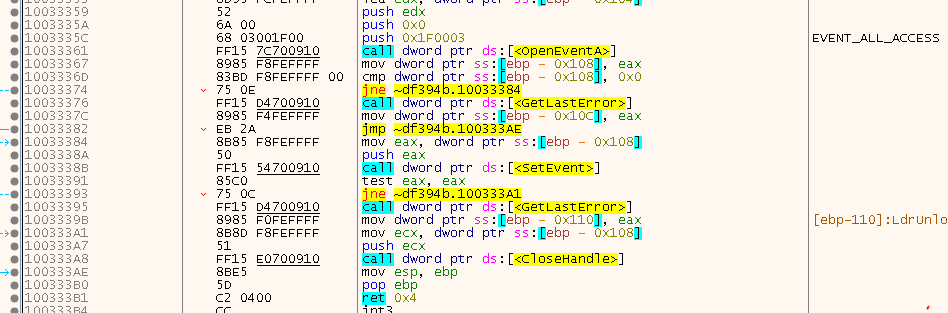 52 push edx
1003335A 6A 00 push 0x0
1003335C 68 03001F00 push 0x1F0003 EVENT_ALL_ACCESS
10033361 FF15 7C700910 call dword ptr ds:[<OpenEventA>]
10033367 8985 F8FEFFFF mov dword ptr ss:[ebp - 0x108], eax
1003336D 83BD F8FEFFFF 00 cmp dword ptr ss:[ebp - 0x108], 0x0
10033374 75 0E jne ~df394b.10033384
10033376 FF15 D4700910 call dword ptr ds:[<GetLastError>]
1003337C 8985 F4FEFFFF mov dword ptr ss:[ebp - 0x10C], eax
10033382 EB 2A jmp ~df394b.100333AE
10033384 8B85 F8FEFFFF mov eax, dword ptr ss:[ebp - 0x108]
1003338A 50 push eax
1003338B FF15 54700910 call dword ptr ds:[<SetEvent>]
10033391 85C0 test eax, eax
10033393 75 0C jne ~df394b.100333A1
10033395 FF15 D4700910 call dword ptr ds:[<GetLastError>]
1003339B 8985 F0FEFFFF mov dword ptr ss:[ebp - 0x110], eax [ebp-110]:LdrUnlo
100333A1 8B8D F8FEFFFF mov ecx, dword ptr ss:[ebp - 0x108]
100333A7 51 push ecx
100333A8 FF15 E0700910 call dword ptr ds:[<CloseHandle>]
100333AE 8BE5 mov esp, ebp
100333B0 5D pop ebp
100333B1 C2 0400 ret 0x4
100333B4 CC int3